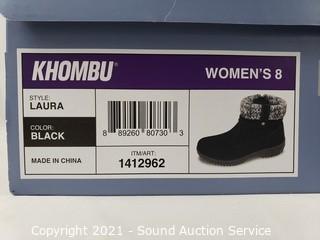 KHOMBU
WOMEN'S 8
STYLE:
LAURA
COLOR:
BLACK
MADE IN CHINA
8 89260 80730 3
ITM/ART:
1412962
Copyright 2021 - Sound Auction Service